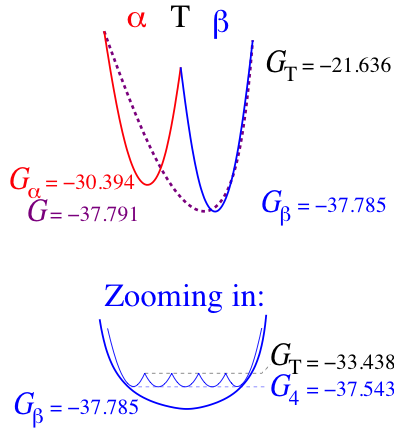 α T β
G_T = −21.636
G_α = −30.394
G = −37.791
G_β = −37.785
Zooming in:
G_T = −33.438
G_4 = −37.543
G_β = −37.785